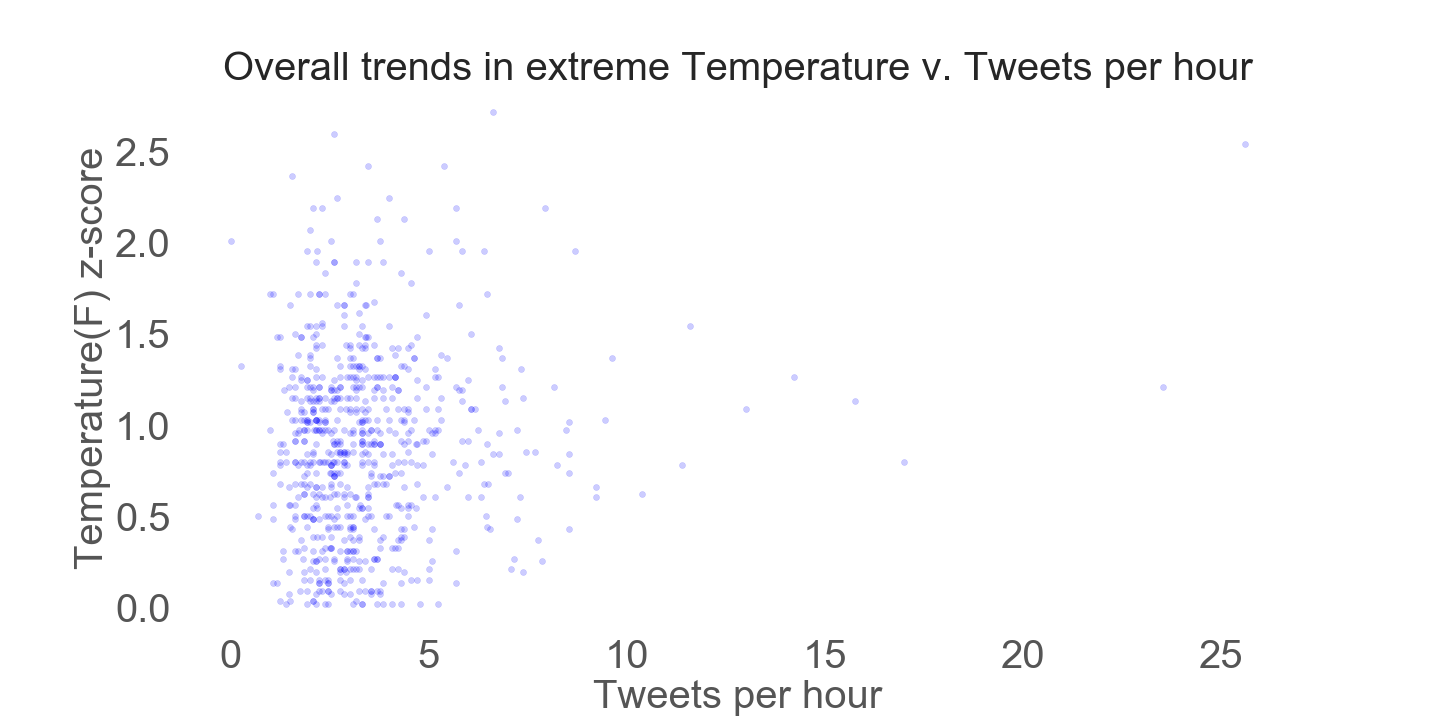 Overall trends in extreme Temperature v. Tweets per hour
Temperature(F) z-score
2.5
2.0
1.5
1.0
0.5
0.0
0 5 10 15 20 25
Tweets per hour